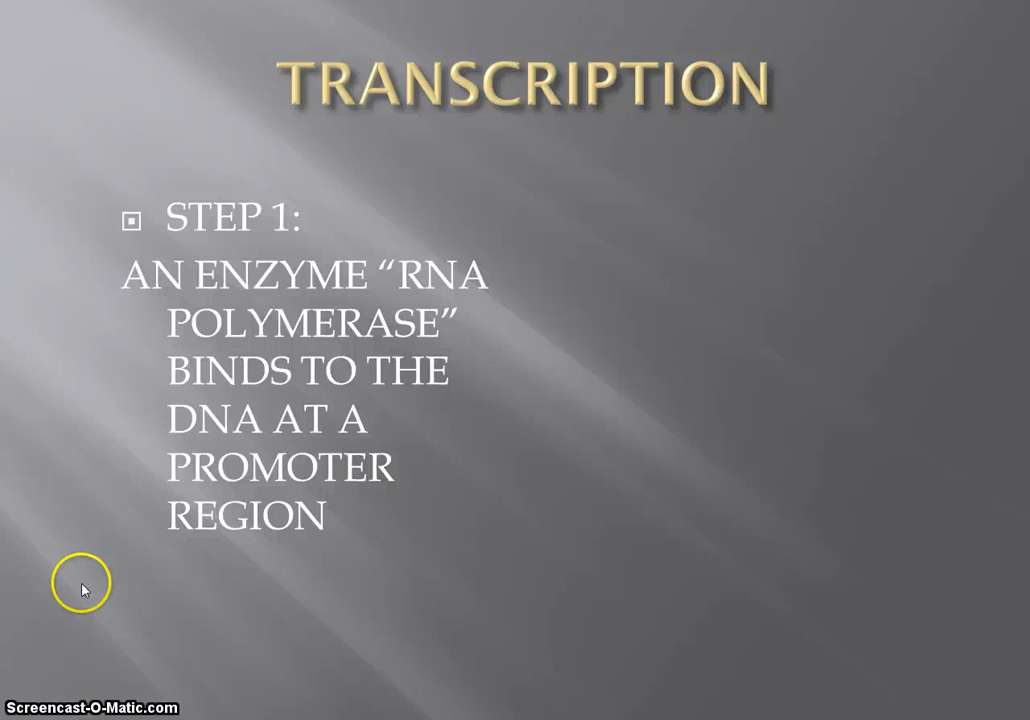 TRANSCRIPTION
STEP 1:
AN ENZYME “RNA
POLYMERASE”
BINDS TO THE
DNA AT A
PROMOTER
REGION
Screencast-O-Matic.com